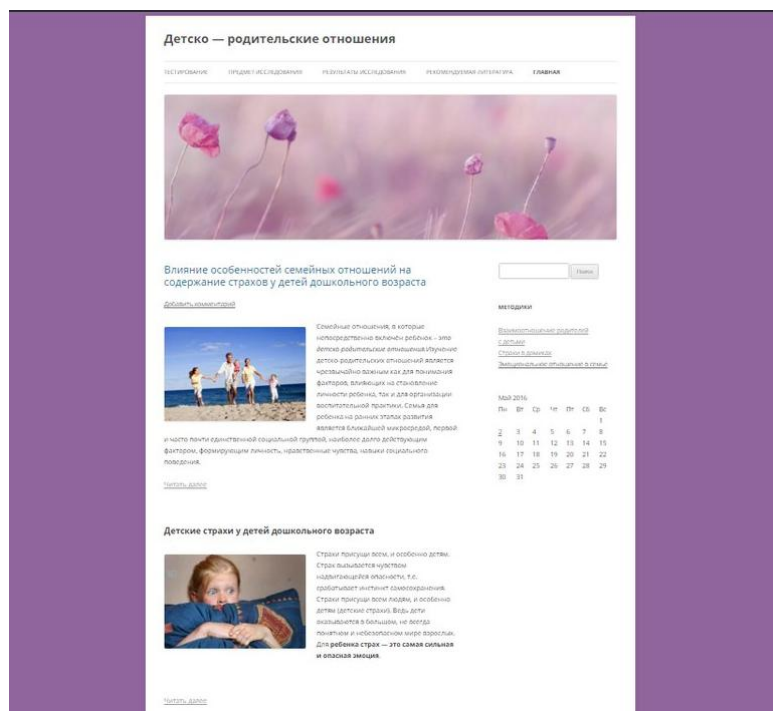 Детско — родительские отношения
ТЕСТИРОВАНИЕ ПРЕДМЕТ ИССЛЕДОВАНИЯ РЕЗУЛЬТАТЫ ИССЛЕДОВАНИЯ РЕКОМЕНДУЕМАЯ ЛИТЕРАТУРА ГЛАВНАЯ
Влияние особенностей семейных отношений на
содержание страхов у детей дошкольного возраста
Добавить комментарий
Семейные отношения, в которые
непосредственно включён ребёнок – это
детско-родительские отношения.Изучение
детско-родительских отношений является
чрезвычайно важным как для понимания
факторов, влияющих на становление
личности ребенка, так и для организации
воспитательной практики. Семья для
ребенка на ранних этапах развития
является ближайшей микросредой, первой
и часто почти единственной социальной группой, наиболее долго действующим
фактором, формирующим личность, нравственные чувства, навыки социального
поведения.
Читать далее
Детские страхи у детей дошкольного возраста
Страхи присущи всем, и особенно детям.
Страх вызывается чувством
надвигающейся опасности, т.е.
срабатывает инстинкт самосохранения.
Страхи присущи всем людям, и особенно
детям (детские страхи). Ведь дети
оказываются в большом, не всегда
понятном и небезопасном мире взрослых.
Для ребенка страх — это самая сильная
и опасная эмоция.
Читать далее
Поиск
МЕТОДИКИ
Взаимоотношение родителей
с детьми
Страхи в домиках
Эмоциональное отношение в семье
Май 2016
Пн Вт Ср Чт Пт Сб Вс
1
2 3 4 5 6 7 8
9 10 11 12 13 14 15
16 17 18 19 20 21 22
23 24 25 26 27 28 29
30 31